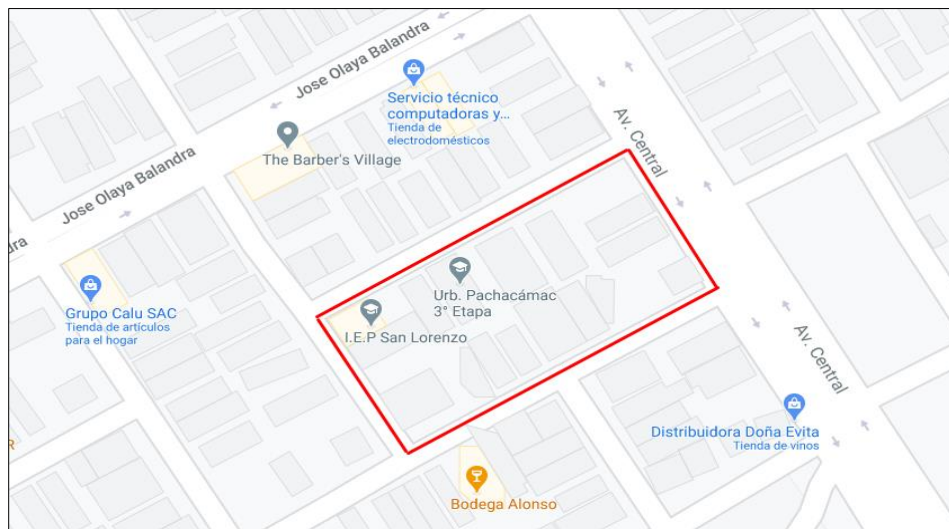 Jose Olaya Balandra
Servicio técnico
computadoras y...
Tienda de
electrodomésticos
Av. Central
The Barber's Village
Jose Olaya Balandra
dra
Grupo Calu SAC
Tienda de artículos
para el hogar
Urb. Pachacámac
3° Etapa
I.E.P San Lorenzo
Av. Central
Distribuidora Doña Evita
Tienda de vinos
R
Bodega Alonso